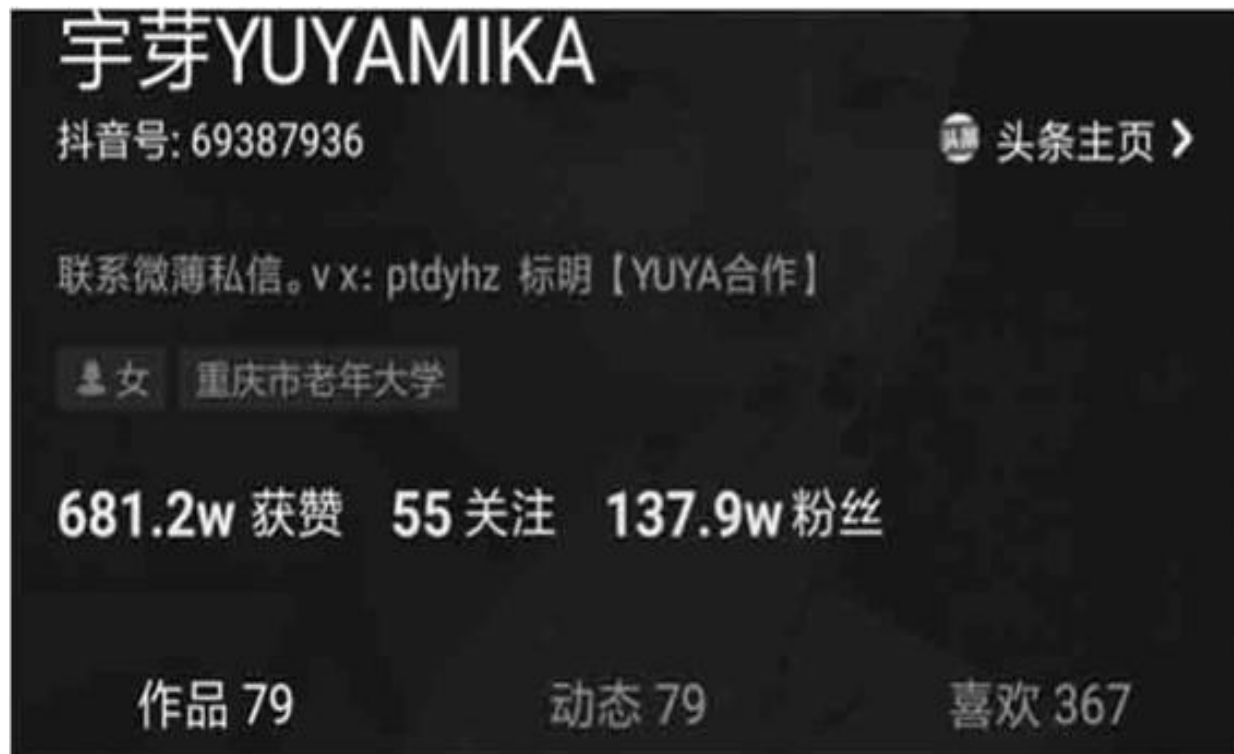 宇芽YUYAMIKA
抖音号: 69387936
头条主页
联系微薄私信。v x: ptdyhz 标明【YUYA合作】
女 重庆市老年大学
681.2w 获赞 55 关注 137.9w 粉丝
作品 79 动态 79 喜欢 367